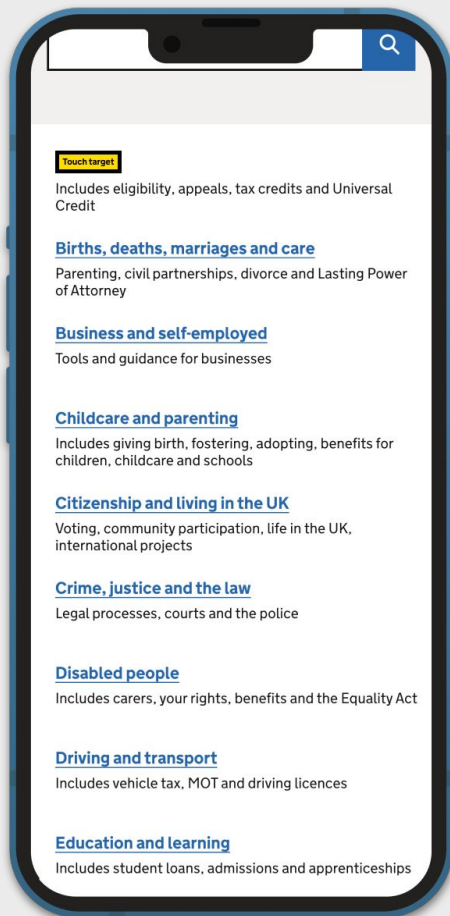 Touch target
Includes eligibility, appeals, tax credits and Universal
Credit
Births, deaths, marriages and care
Parenting, civil partnerships, divorce and Lasting Power
of Attorney
Business and self-employed
Tools and guidance for businesses
Childcare and parenting
Includes giving birth, fostering, adopting, benefits for
children, childcare and schools
Citizenship and living in the UK
Voting, community participation, life in the UK,
international projects
Crime, justice and the law
Legal processes, courts and the police
Disabled people
Includes carers, your rights, benefits and the Equality Act
Driving and transport
Includes vehicle tax, MOT and driving licences
Education and learning
Includes student loans, admissions and apprenticeships